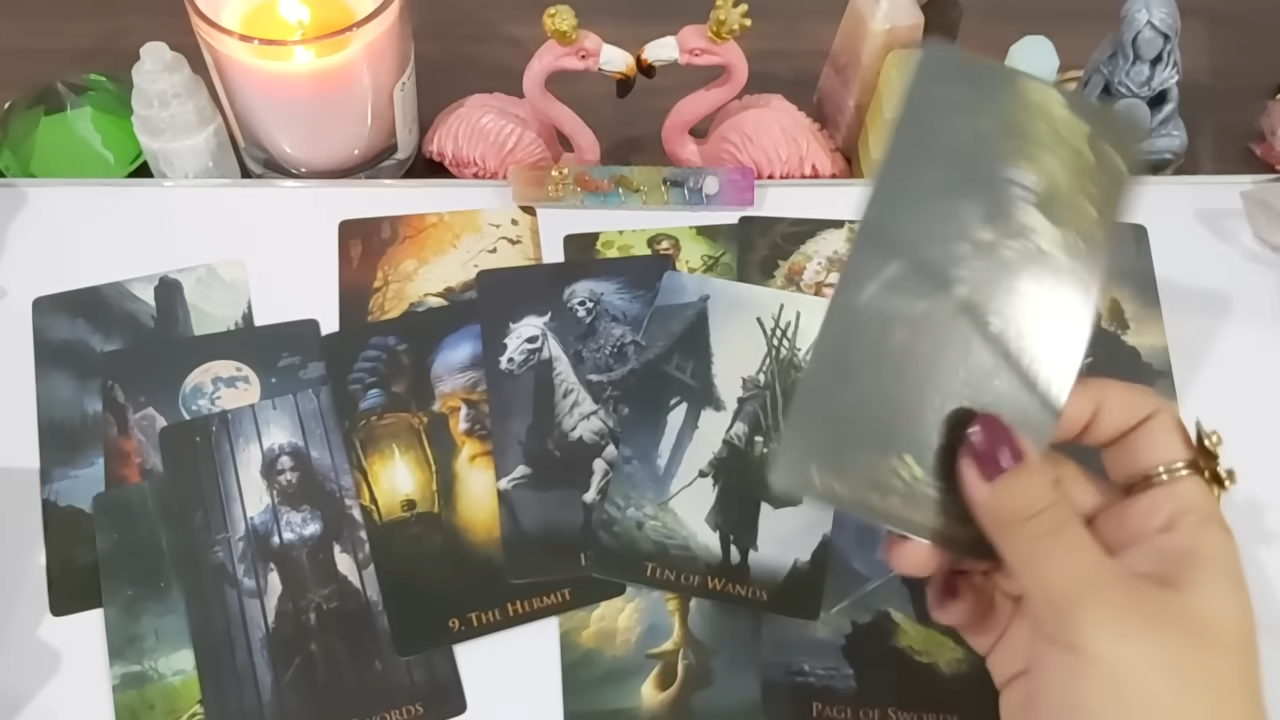 9. THE HERMIT
TEN OF WANDS
PAGE OF SWORDS